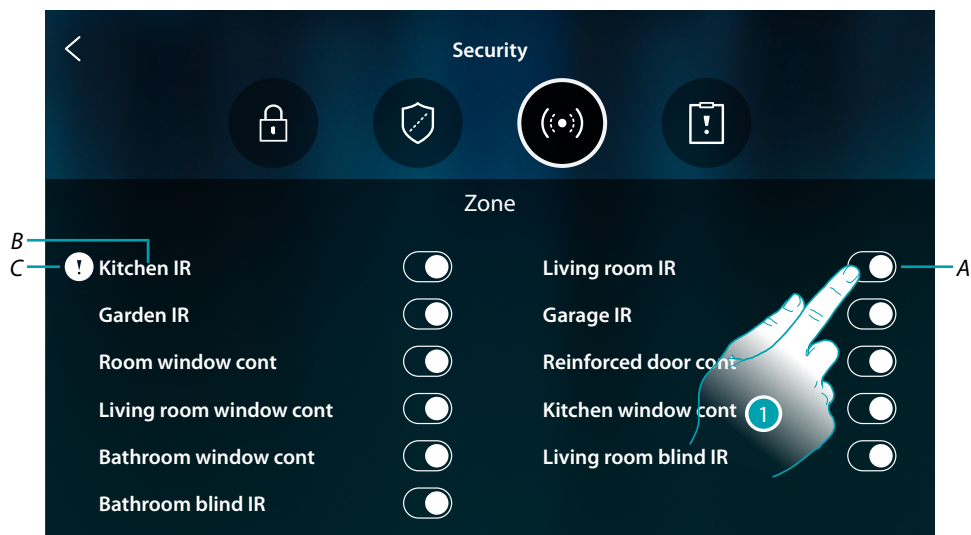 Security
Zone
B
C
! Kitchen IR
Living room IR
A
Garden IR
Garage IR
Room window cont
Reinforced door cont
Living room window cont
Kitchen window cont
1
Bathroom window cont
Living room blind IR
Bathroom blind IR